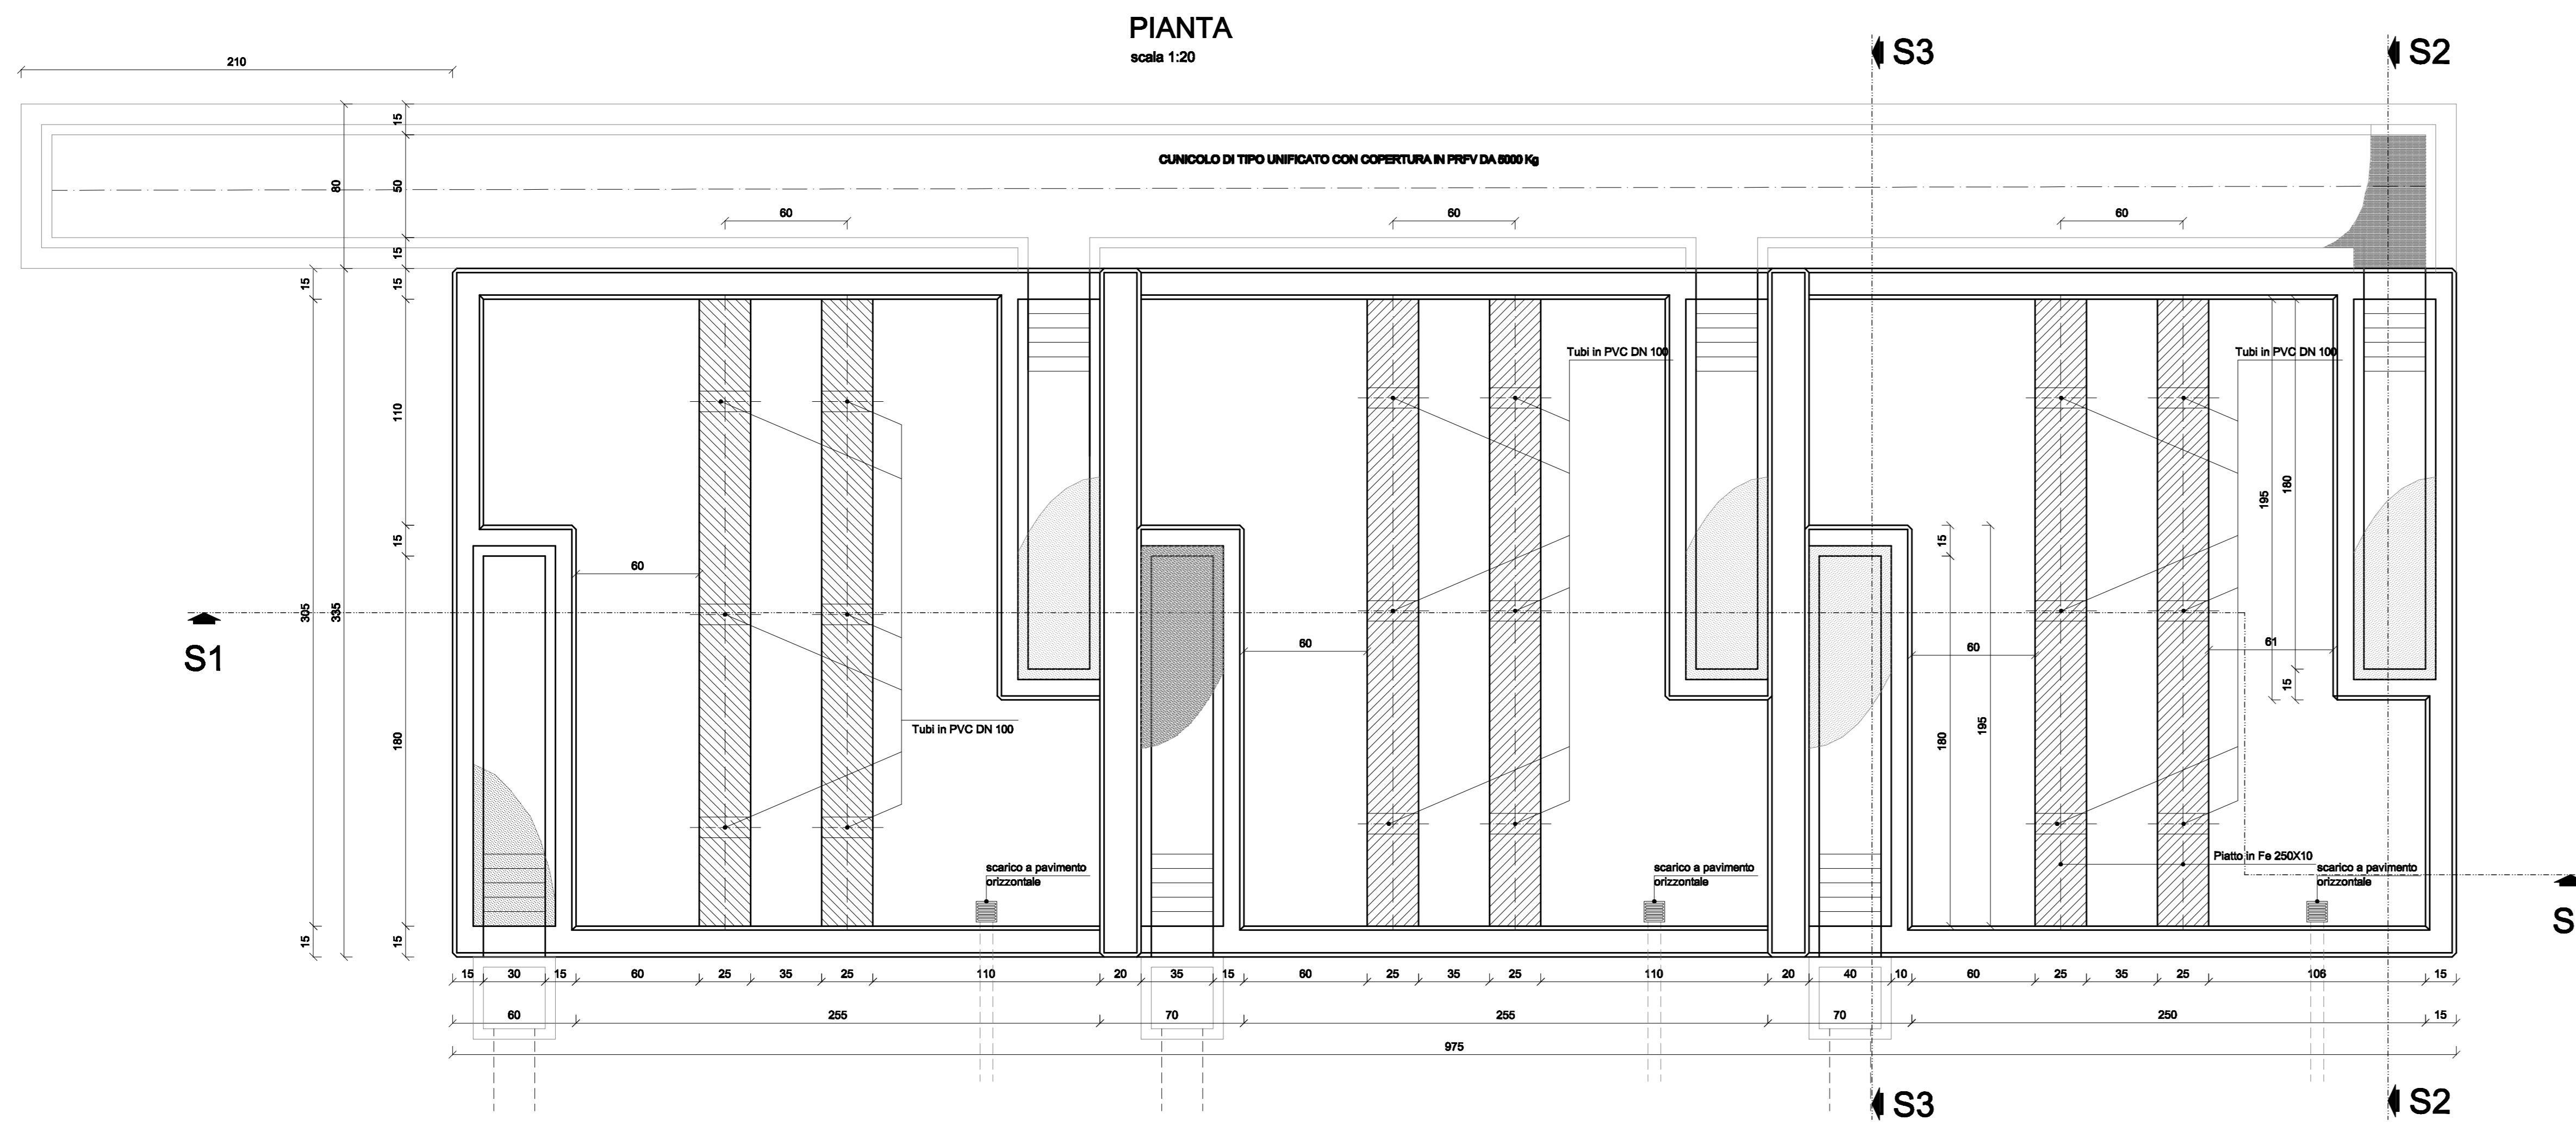 PIANTA
scala 1:20
S3
S2
210
15
CUNICOLO DI TIPO UNIFICATO CON COPERTURA IN PRFV DA 5000 Kg
80
50
60
60
60
15
15
15
Tubi in PVC DN 100
Tubi in PVC DN 100
110
195
180
15
15
60
305
335
60
60
61
S1
15
180
Tubi in PVC DN 100
180
195
Piatto in Fe 250X10
scarico a pavimento
orizzontale
scarico a pavimento
orizzontale
scarico a pavimento
orizzontale
S
15
15
15 30 15 60 25 35 25 110 20 35 15 60 25 35 25 110 20 40 10 60 25 35 25 106 15
60 255 70 255 70 250 15
975
S3
S2